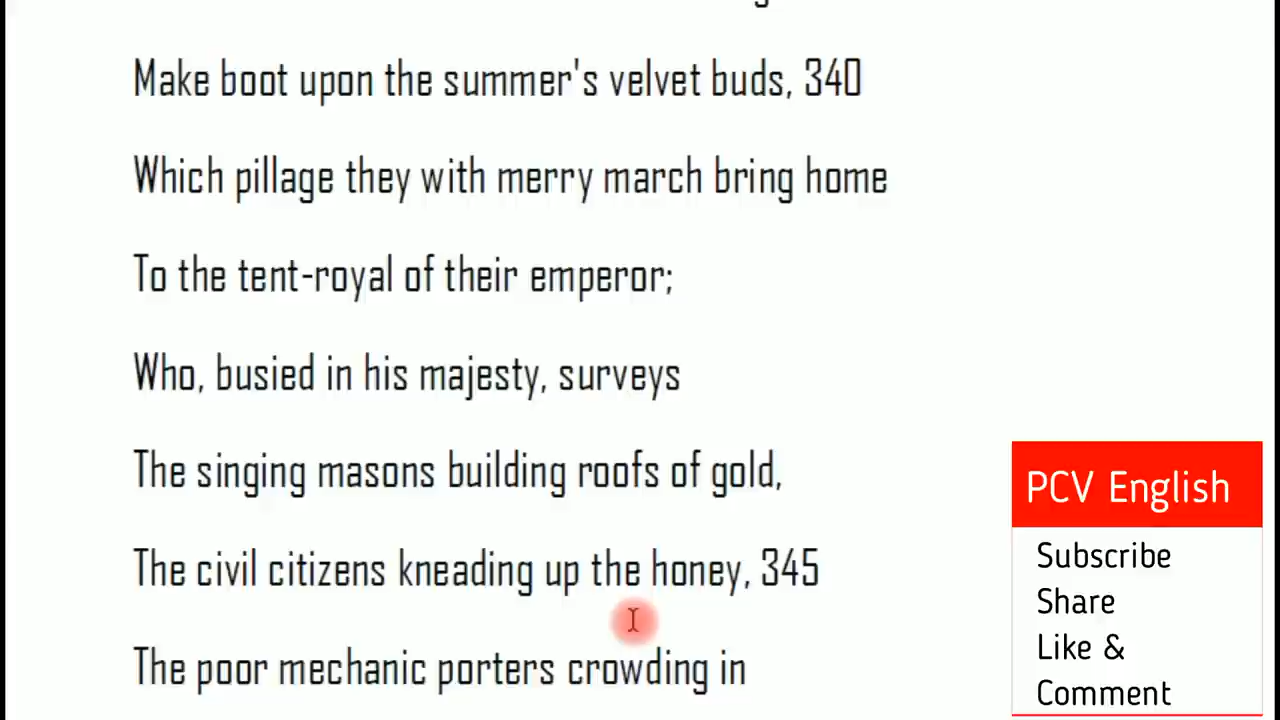 Make boot upon the summer's velvet buds, 340
Which pillage they with merry march bring home
To the tent-royal of their emperor;
Who, busied in his majesty, surveys
The singing masons building roofs of gold,
The civil citizens kneading up the honey, 345
The poor mechanic porters crowding in
PCV English
Subscribe
Share
Like &
Comment